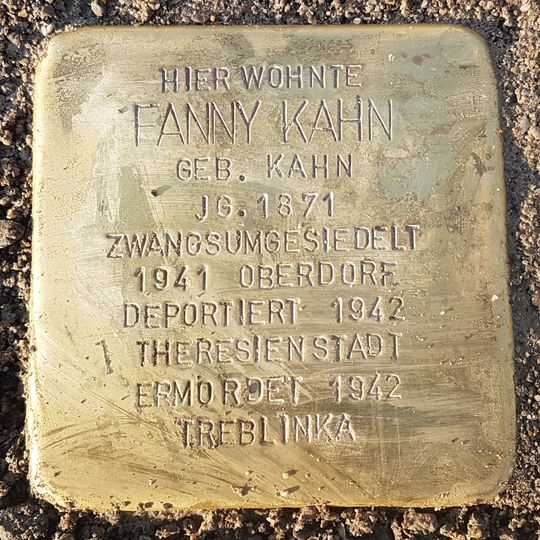 HIER WOHNTE
FANNY KAHN
GEB. KAHN
JG. 1871
ZWANGSUMGESIEDELT
1941 OBERDORF
DEPORTIERT 1942
THERESIENSTADT
ERMORDET 1942
TREBLINKA